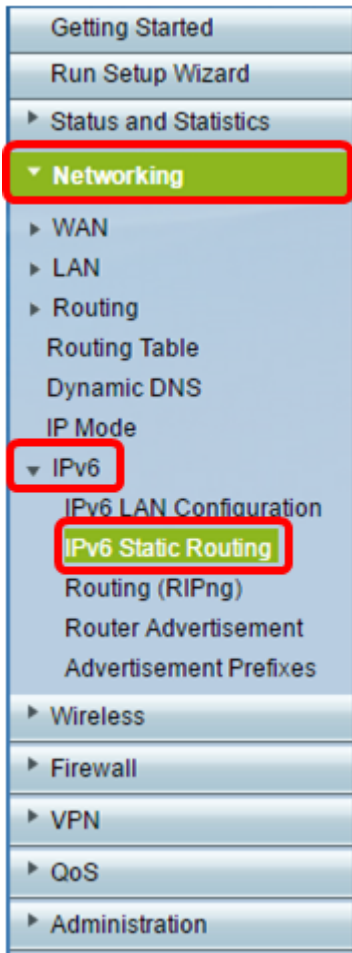 Getting Started
Run Setup Wizard
Status and Statistics
Networking
WAN
LAN
Routing
Routing Table
Dynamic DNS
IP Mode
IPv6
IPv6 LAN Configuration
IPv6 Static Routing
Routing (RIPng)
Router Advertisement
Advertisement Prefixes
Wireless
Firewall
VPN
QoS
Administration